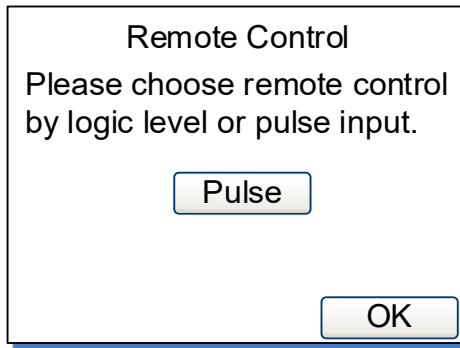 Remote Control
Please choose remote control
by logic level or pulse input.
Pulse
OK